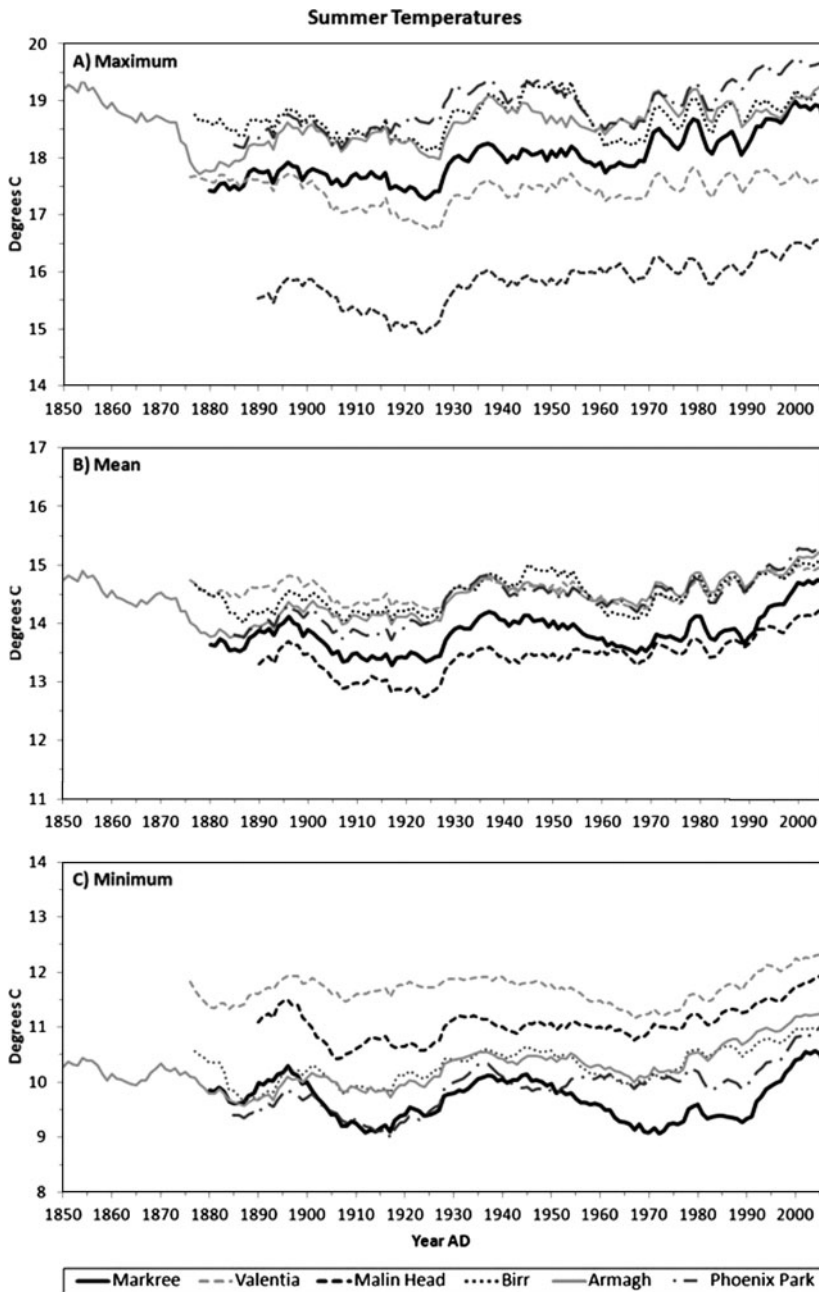 Summer Temperatures
A) Maximum
Degrees C
20
19
18
17
16
15
14
1850 1860 1870 1880 1890 1900 1910 1920 1930 1940 1950 1960 1970 1980 1990 2000
B) Mean
Degrees C
17
16
15
14
13
12
11
1850 1860 1870 1880 1890 1900 1910 1920 1930 1940 1950 1960 1970 1980 1990 2000
C) Minimum
Degrees C
14
13
12
11
10
9
8
1850 1860 1870 1880 1890 1900 1910 1920 1930 1940 1950 1960 1970 1980 1990 2000
Year AD
Markree Valentia Malin Head Birr Armagh Phoenix Park